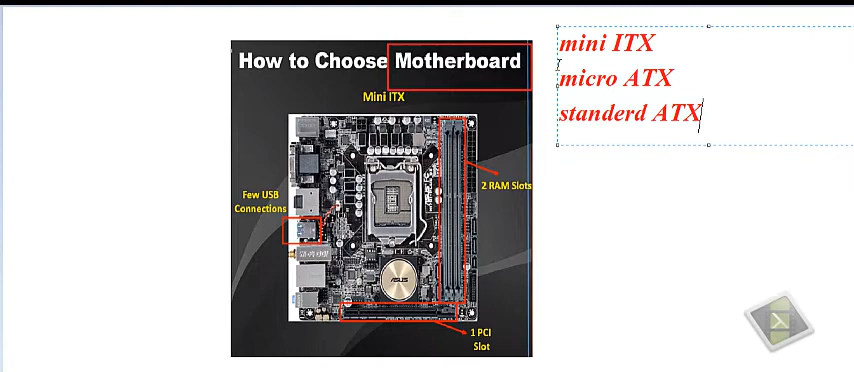 How to Choose Motherboard
Mini ITX
2 RAM Slots
Few USB
Connections
ASUS
1 PCI
Slot
mini ITX
micro ATX
standerd ATX